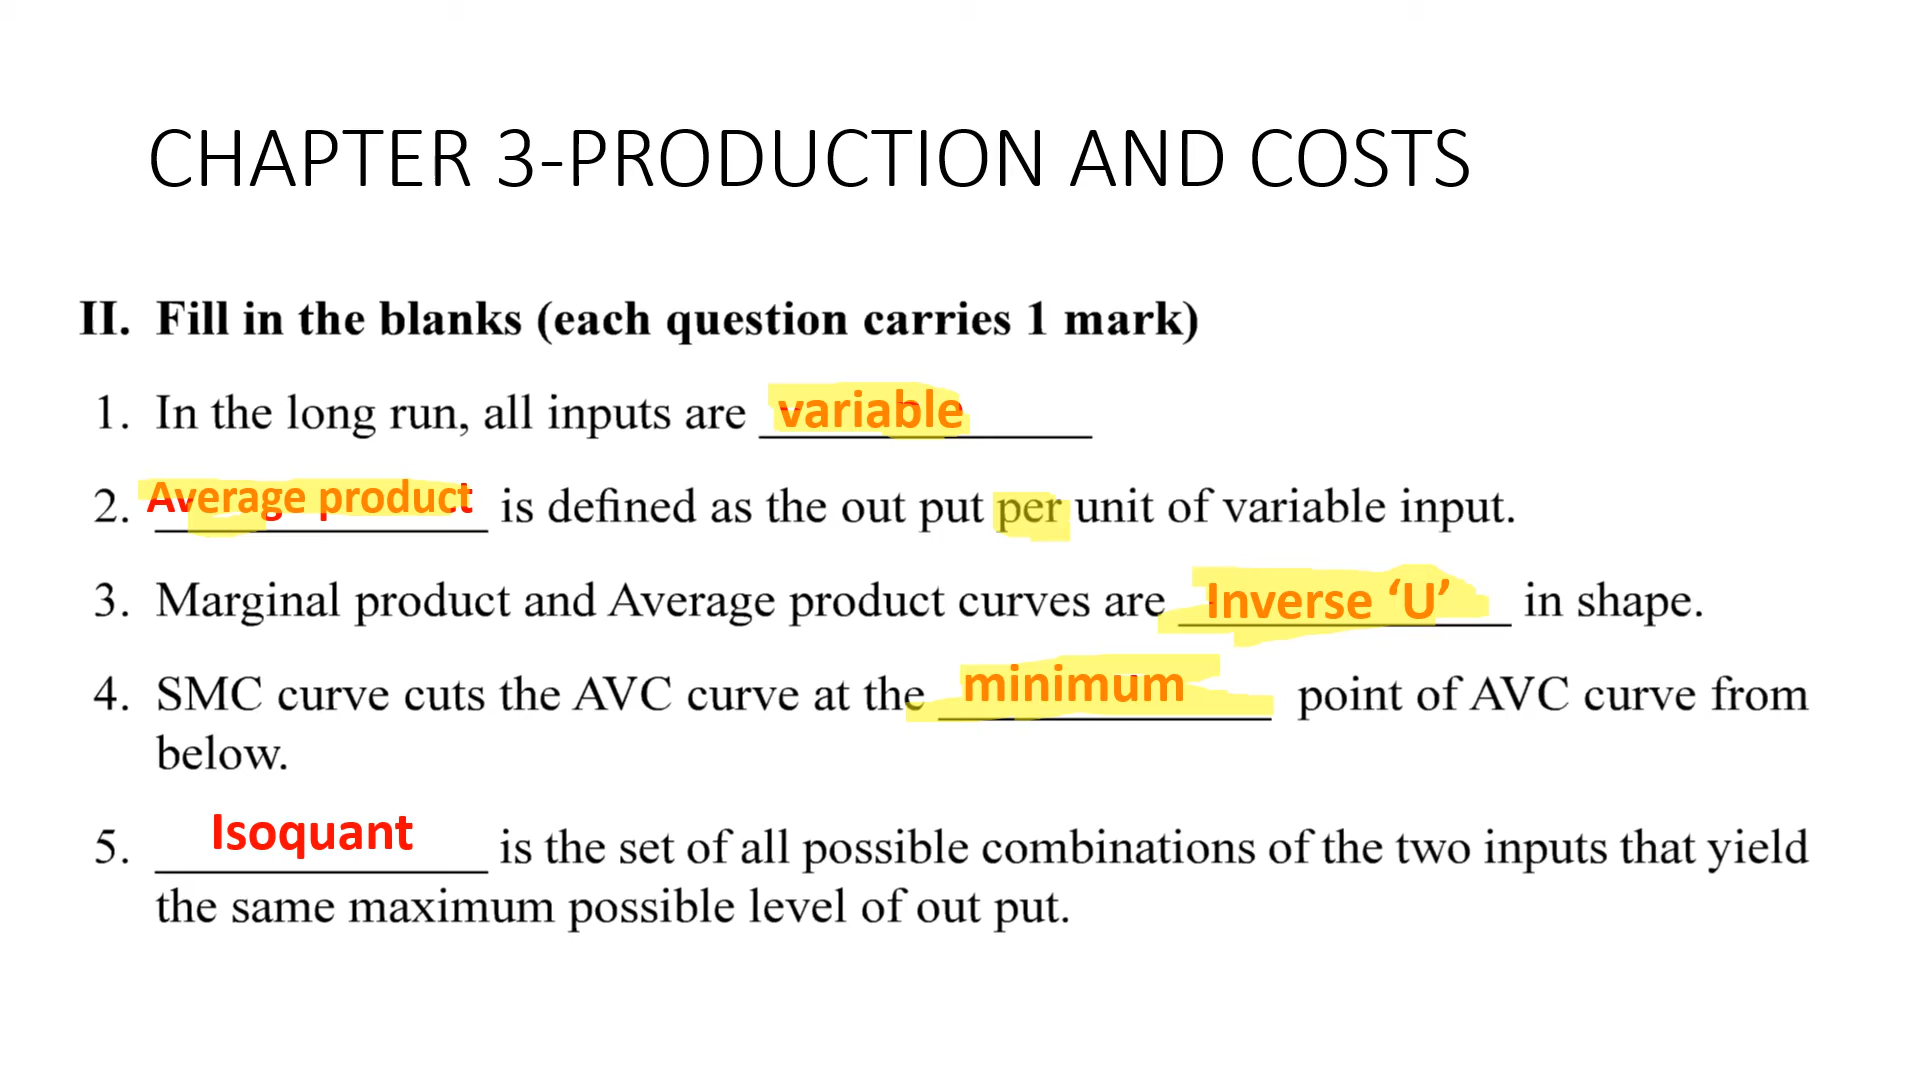 CHAPTER 3-PRODUCTION AND COSTS
II. Fill in the blanks (each question carries 1 mark)
1. In the long run, all inputs are variable
2. Average product is defined as the out put per unit of variable input.
3. Marginal product and Average product curves are Inverse ‘U’ in shape.
4. SMC curve cuts the AVC curve at the minimum point of AVC curve from
below.
5. Isoquant is the set of all possible combinations of the two inputs that yield
the same maximum possible level of out put.